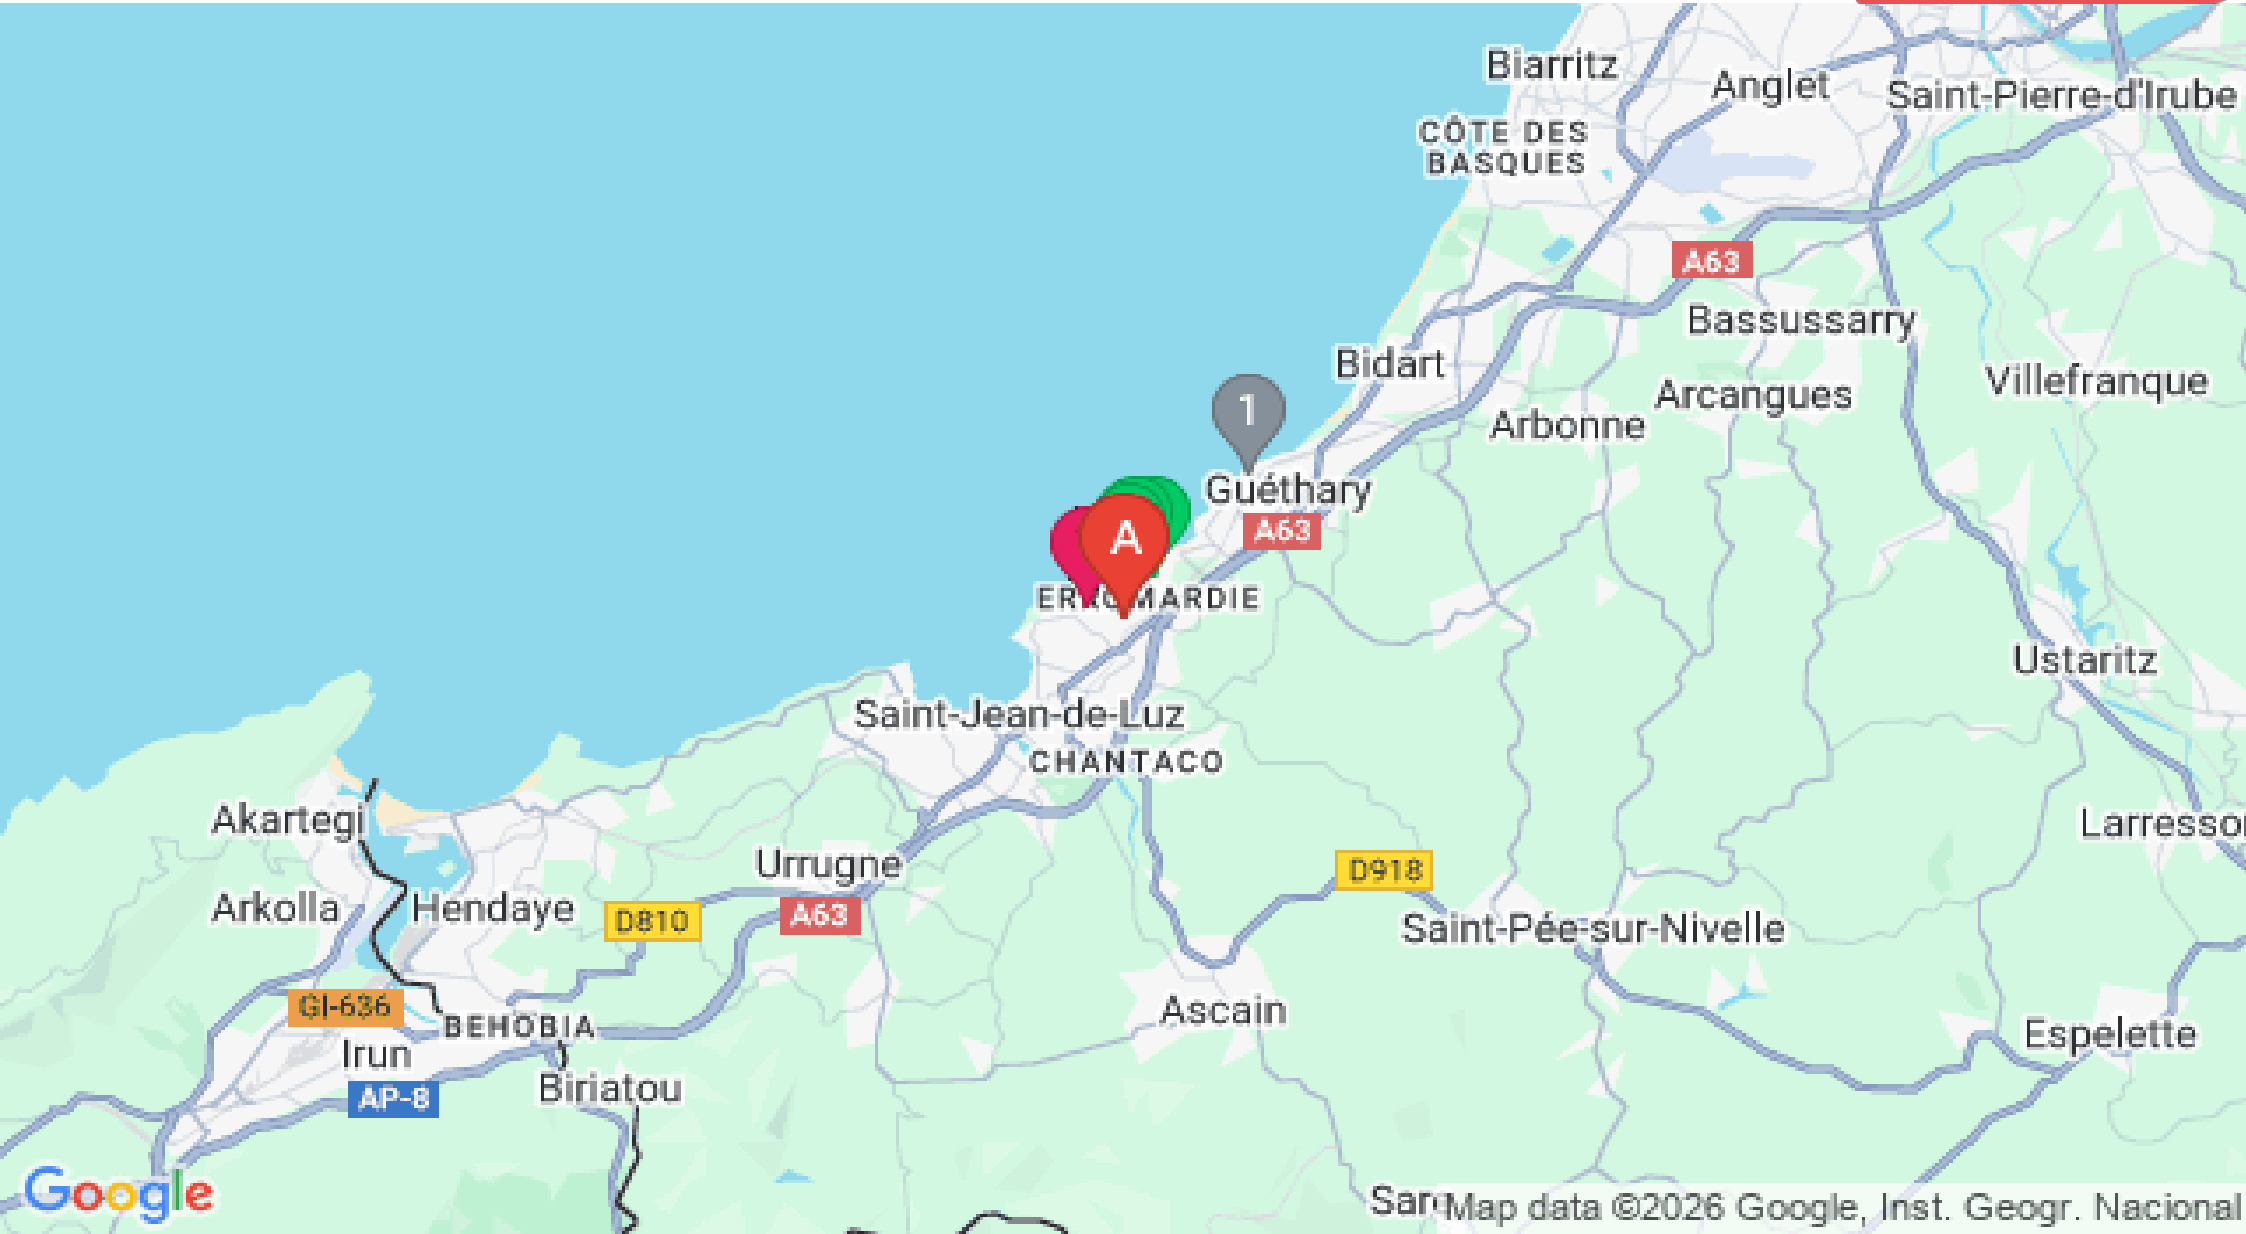 Biarritz
Anglet
Saint-Pierre-d'Irube
CÔTE DES
BASQUES
A63
Bassussarry
Bidart
Villefranque
Arcangues
1
Arbonne
Guéthary
A63
A
ERROMARDIE
Ustaritz
Saint-Jean-de-Luz
CHANTACO
Akartegi
Larresso
Urrugne
D918
Arkolla
Hendaye
D810
A63
Saint-Pée-sur-Nivelle
GI-636
BEHOBIA
Ascain
Irun
Espelette
Biriatou
AP-8
Google
Sar
Map data ©2026 Google, Inst. Geogr. Nacional